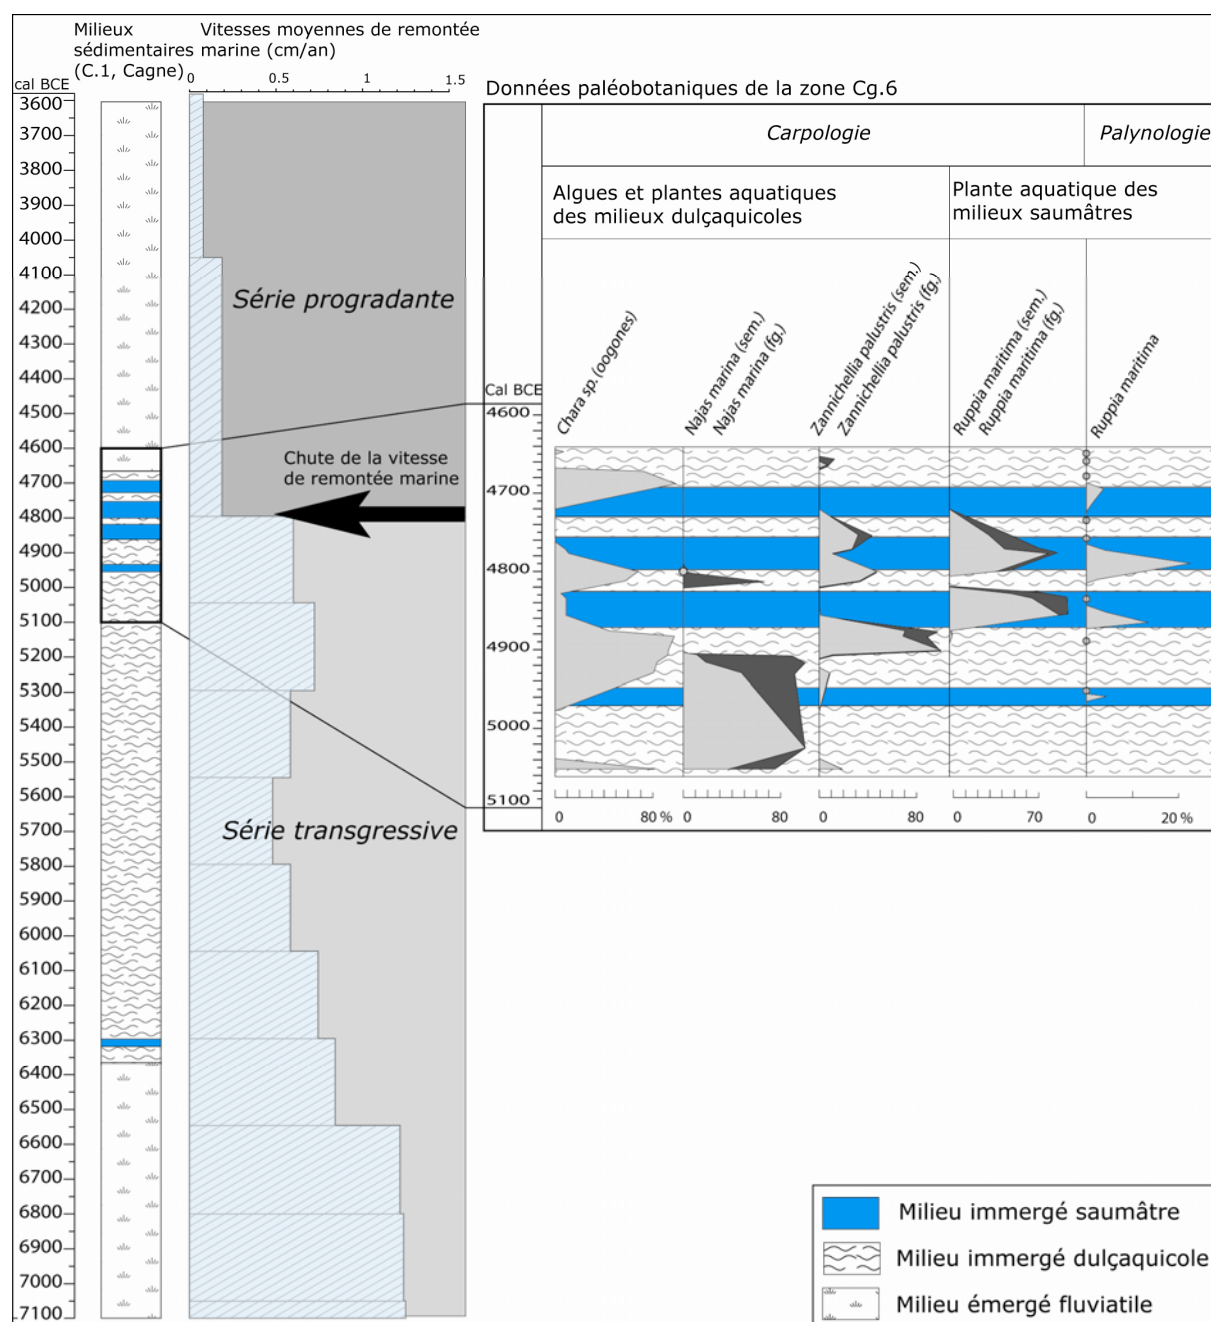 Milieux
sédimentaires
(C.1, Cagne)
Vitesses moyennes de remontée
marine (cm/an)
cal BCE
0 0.5 1 1.5
3600
3700
3800
3900
4000
4100
4200
4300
4400
4500
4600
4700
4800
4900
5000
5100
5200
5300
5400
5500
5600
5700
5800
5900
6000
6100
6200
6300
6400
6500
6600
6700
6800
6900
7000
7100
Série progradante
Chute de la vitesse
de remontée marine
Série transgressive
Données paléobotaniques de la zone Cg.6
Carpologie
Palynologie
Algues et plantes aquatiques
des milieux dulçaquicoles
Plante aquatique des
milieux saumâtres
Cal BCE
Chara sp. (oogones)
Najas marina (sem.)
Najas marina (fg.)
Zannichellia palustris (sem.)
Zannichellia palustris (fg.)
Ruppia maritima (sem.)
Ruppia maritima (fg.)
Ruppia maritima
4600
4700
4800
4900
5000
5100
0 80 % 0 80 0 80 0 70 0 20 %
Milieu immergé saumâtre
Milieu immergé dulçaquicole
Milieu émergé fluviatile